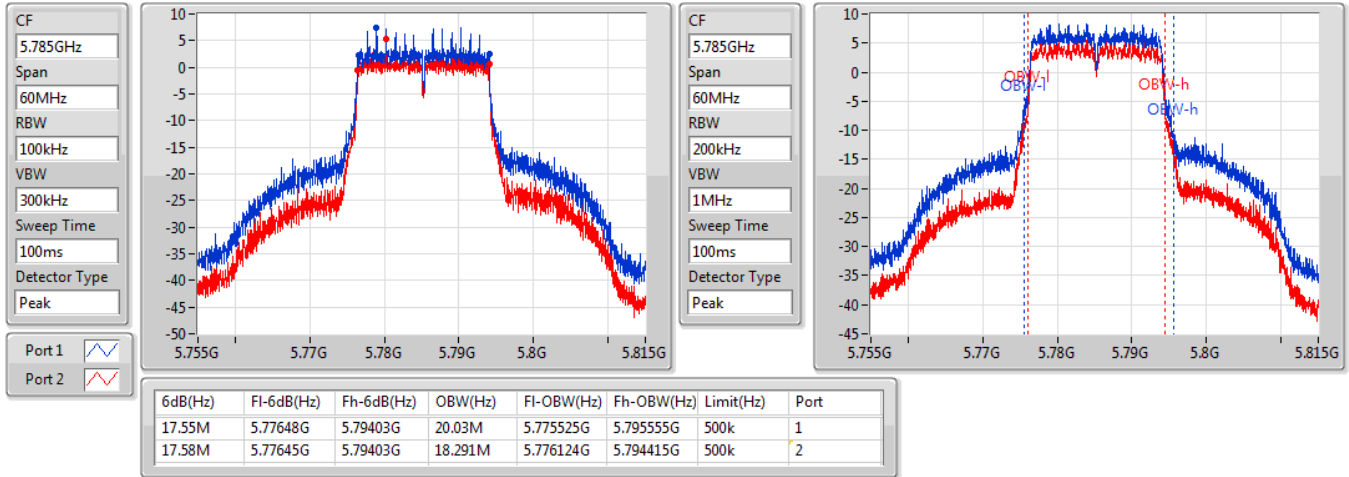 CF
5.785GHz
Span
60MHz
RBW
100kHz
VBW
300kHz
Sweep Time
100ms
Detector Type
Peak
Port 1
Port 2
10
5
0
-5
-10
-15
-20
-25
-30
-35
-40
-45
-50
5.755G 5.77G 5.78G 5.79G 5.8G 5.815G
CF
5.785GHz
Span
60MHz
RBW
200kHz
VBW
1MHz
Sweep Time
100ms
Detector Type
Peak
10
5
0
-5
-10
-15
-20
-25
-30
-35
-40
-45
OBW-l
OBW-l
OBW-h
OBW-h
5.755G 5.77G 5.78G 5.79G 5.8G 5.815G
6dB(Hz) Fl-6dB(Hz) Fh-6dB(Hz) OBW(Hz) Fl-OBW(Hz) Fh-OBW(Hz) Limit(Hz) Port
17.55M 5.77648G 5.79403G 20.03M 5.775525G 5.795555G 500k 1
17.58M 5.77645G 5.79403G 18.291M 5.776124G 5.794415G 500k 2